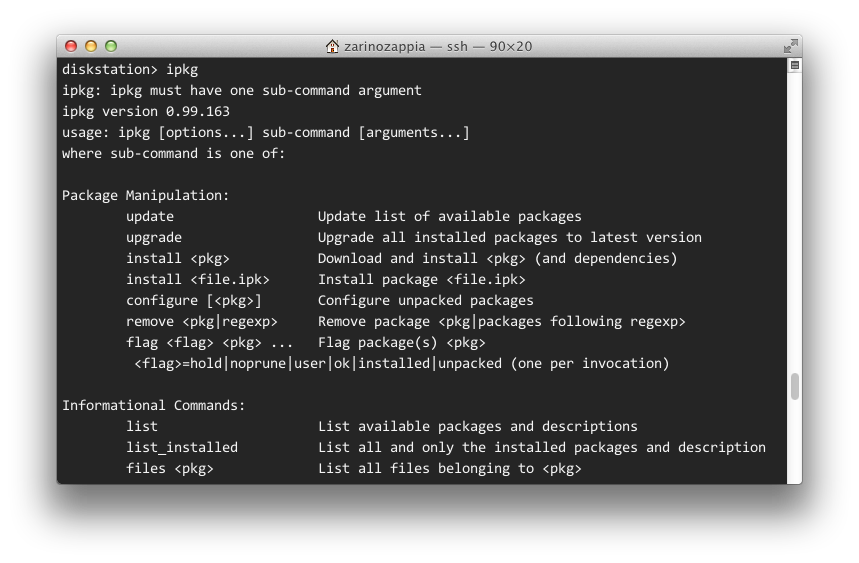 zarinozappia — ssh — 90×20
diskstation> ipkg
ipkg: ipkg must have one sub-command argument
ipkg version 0.99.163
usage: ipkg [options...] sub-command [arguments...]
where sub-command is one of:

Package Manipulation:
        update                  Update list of available packages
        upgrade                 Upgrade all installed packages to latest version
        install <pkg>           Download and install <pkg> (and dependencies)
        install <file.ipk>      Install package <file.ipk>
        configure [<pkg>]       Configure unpacked packages
        remove <pkg|regexp>     Remove package <pkg|packages following regexp>
        flag <flag> <pkg> ...   Flag package(s) <pkg>
         <flag>=hold|noprune|user|ok|installed|unpacked (one per invocation)

Informational Commands:
        list                    List available packages and descriptions
        list_installed          List all and only the installed packages and description
        files <pkg>             List all files belonging to <pkg>